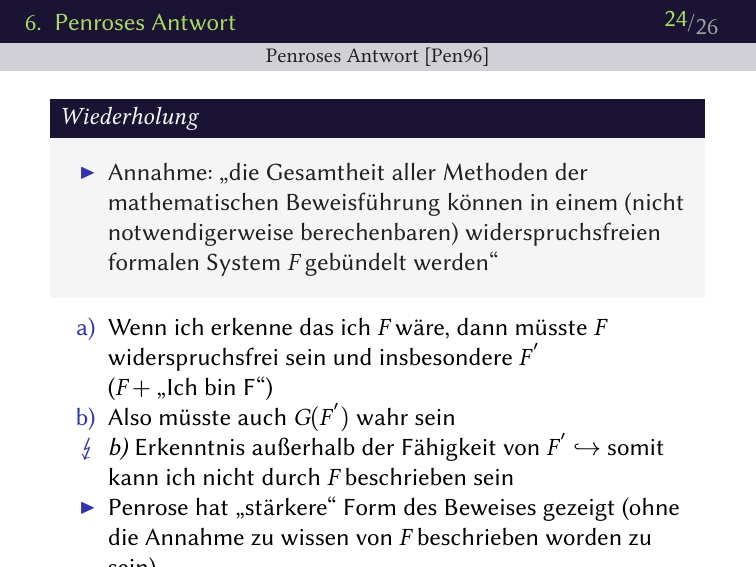 6. Penroses Antwort
24/26
Penroses Antwort [Pen96]
Wiederholung
▶ Annahme: „die Gesamtheit aller Methoden der
mathematischen Beweisführung können in einem (nicht
notwendigerweise berechenbaren) widerspruchsfreien
formalen System F gebündelt werden“
a) Wenn ich erkenne das ich F wäre, dann müsste F
widerspruchsfrei sein und insbesondere F′
(F + „Ich bin F“)
b) Also müsste auch G(F′) wahr sein
↯ b) Erkenntnis außerhalb der Fähigkeit von F′ ↪ somit
kann ich nicht durch F beschrieben sein
▶ Penrose hat „stärkere“ Form des Beweises gezeigt (ohne
die Annahme zu wissen von F beschrieben worden zu
sein)